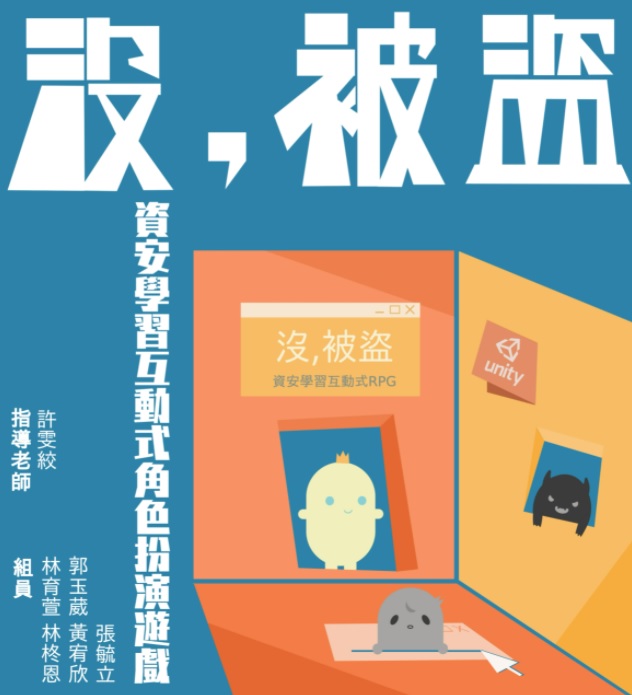 沒,被盜
資安學習互動式角色扮演遊戲
沒,被盜
資安學習互動式RPG
unity
指導老師
許雯絞
組員
林育萱 林柊恩
郭玉葳 黃宥欣
張毓立